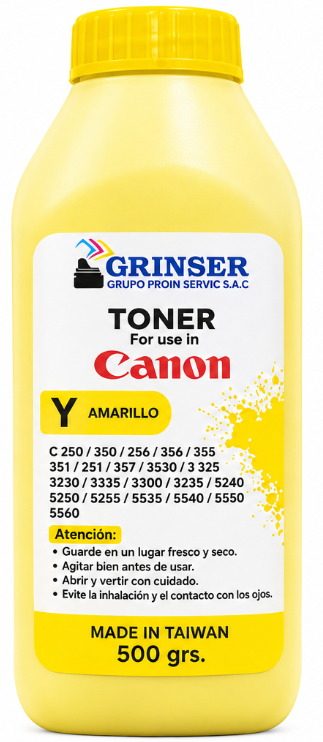 GRINSER
GRUPO PROIN SERVIC S.A.C
TONER
For use in
Canon
Y AMARILLO
C 250 / 350 / 256 / 356 / 355
351 / 251 / 357 / 3530 / 3 325
3230 / 3335 / 3300 / 3235 / 5240
5250 / 5255 / 5535 / 5540 / 5550
5560
Atención:
• Guarde en un lugar fresco y seco.
• Agitar bien antes de usar.
• Abrir y vertir con cuidado.
• Evite la inhalación y el contacto con los ojos.
MADE IN TAIWAN
500 grs.